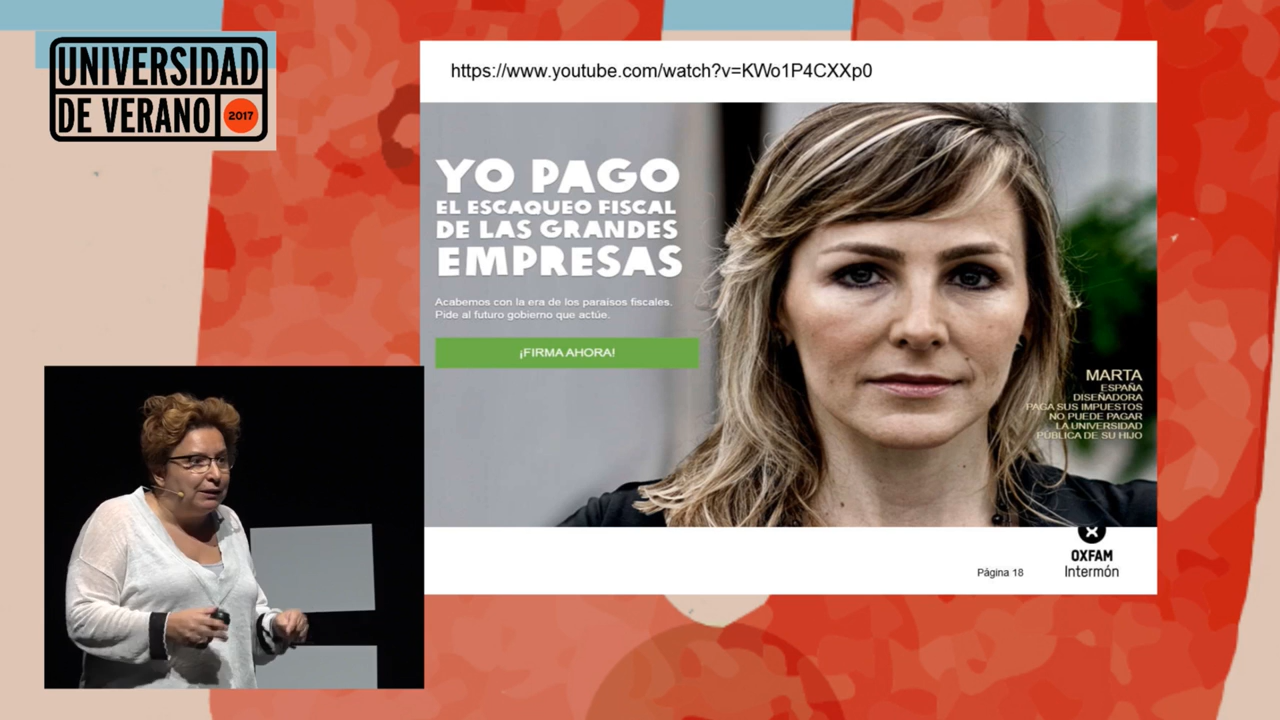 UNIVERSIDAD
DE VERANO 2017
https://www.youtube.com/watch?v=KWo1P4CXXp0
YO PAGO
EL ESCAQUEO FISCAL
DE LAS GRANDES
EMPRESAS
Acabemos con la era de los paraísos fiscales.
Pide al futuro gobierno que actúe.
¡FIRMA AHORA!
MARTA
ESPAÑA
DISEÑADORA
PAGA SUS IMPUESTOS
NO PUEDE PAGAR
LA UNIVERSIDAD
PÚBLICA DE SU HIJO
Página 18
OXFAM
Intermón